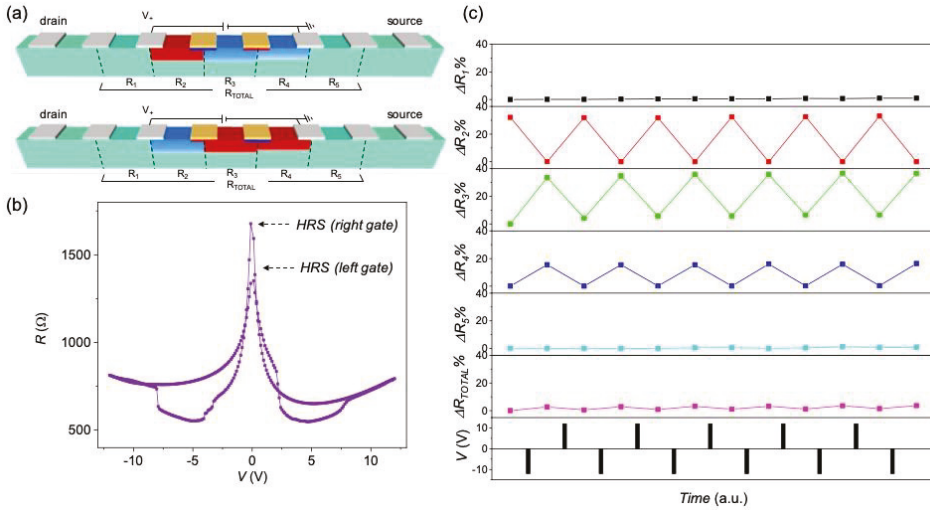 (a)
V+
drain
source
R1 R2 R3 R4 R5
RTOTAL
V+
drain
source
R1 R2 R3 R4 R5
RTOTAL
(b)
HRS (right gate)
HRS (left gate)
1500
1000
500
R (Ω)
-10 -5 0 5 10
V (V)
(c)
40
20
0
ΔR1%
40
20
0
ΔR2%
40
20
0
ΔR3%
40
20
0
ΔR4%
40
20
0
ΔR5%
40
20
0
ΔRTOTAL%
10
0
-10
V (V)
Time (a.u.)